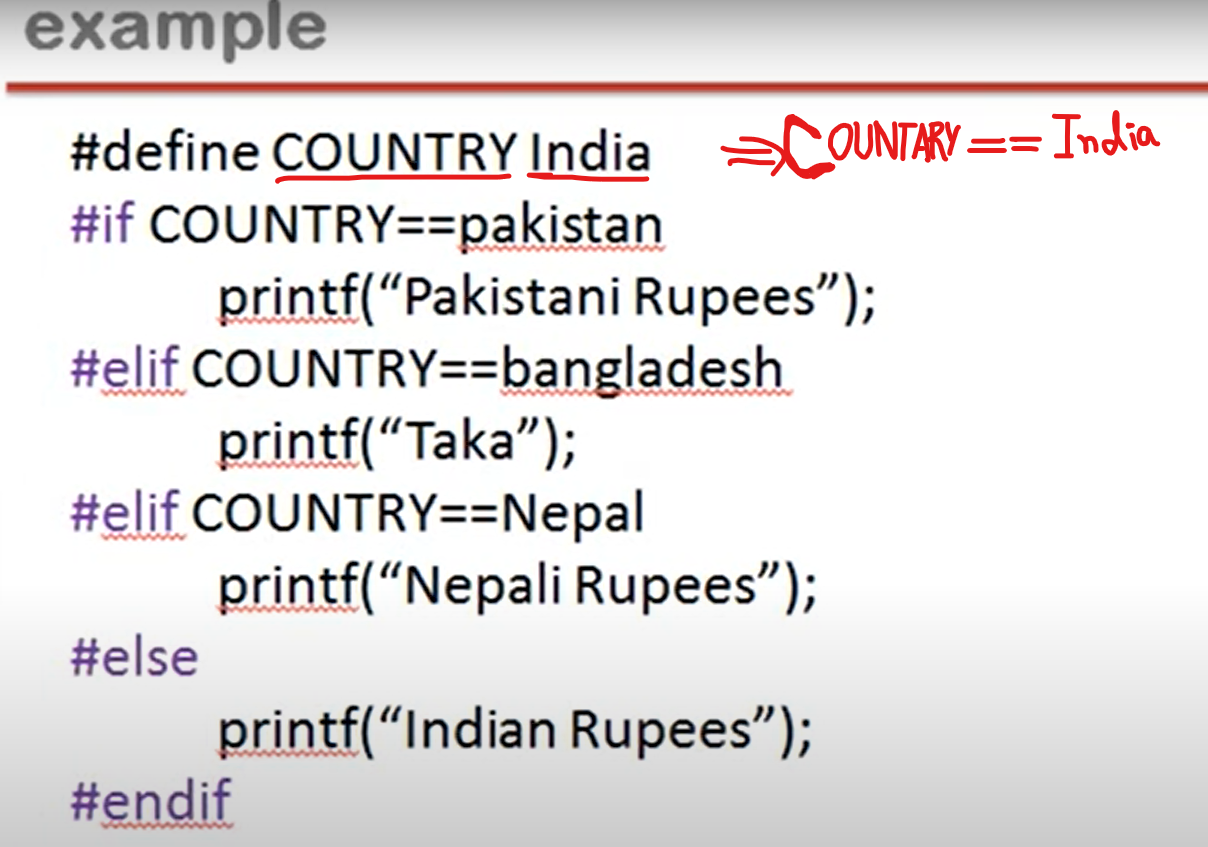 example
#define COUNTRY India ⇒ COUNTARY == India
#if COUNTRY==pakistan
printf(“Pakistani Rupees”);
#elif COUNTRY==bangladesh
printf(“Taka”);
#elif COUNTRY==Nepal
printf(“Nepali Rupees”);
#else
printf(“Indian Rupees”);
#endif